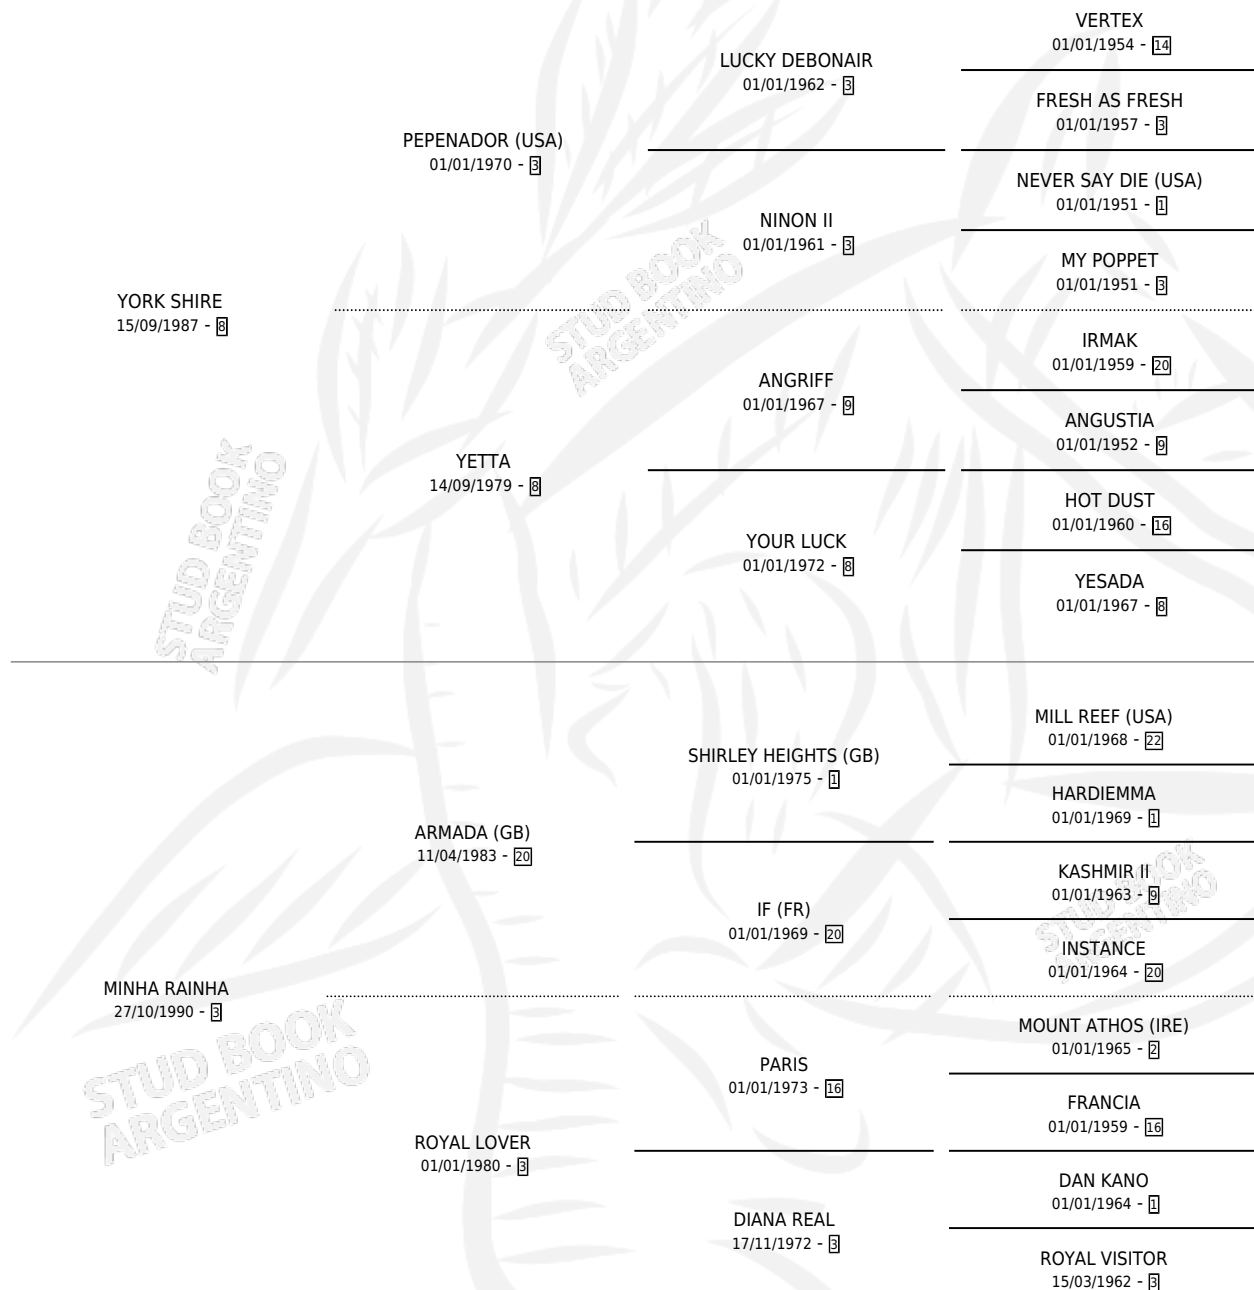 VERTEX
01/01/1954 - 14
LUCKY DEBONAIR
01/01/1962 - 3
FRESH AS FRESH
01/01/1957 - 3
PEPENADOR (USA)
01/01/1970 - 3
NEVER SAY DIE (USA)
01/01/1951 - 1
NINON II
01/01/1961 - 3
MY POPPET
01/01/1951 - 3
YORK SHIRE
15/09/1987 - 8
STUD BOOK
ARGENTINO
IRMAK
01/01/1959 - 20
ANGRIFF
01/01/1967 - 9
ANGUSTIA
01/01/1952 - 9
YETTA
14/09/1979 - 8
HOT DUST
01/01/1960 - 16
YOUR LUCK
01/01/1972 - 8
YESADA
01/01/1967 - 8
STUD BOOK
ARGENTINO
MILL REEF (USA)
01/01/1968 - 22
SHIRLEY HEIGHTS (GB)
01/01/1975 - 1
HARDIEMMA
01/01/1969 - 1
ARMADA (GB)
11/04/1983 - 20
KASHMIR II
01/01/1963 - 9
IF (FR)
01/01/1969 - 20
INSTANCE
01/01/1964 - 20
STUD BOOK
ARGENTINO
MINHA RAINHA
27/10/1990 - 3
STUD BOOK
ARGENTINO
MOUNT ATHOS (IRE)
01/01/1965 - 2
PARIS
01/01/1973 - 16
FRANCIA
01/01/1959 - 16
ROYAL LOVER
01/01/1980 - 3
DAN KANO
01/01/1964 - 1
DIANA REAL
17/11/1972 - 3
ROYAL VISITOR
15/03/1962 - 3